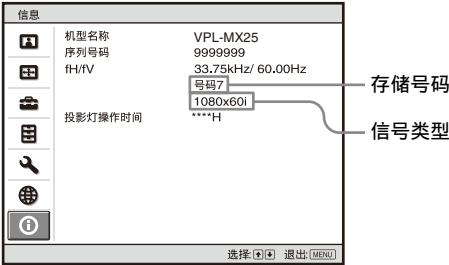 信息
机型名称 VPL-MX25
序列号码 9999999
fH/fV 33.75kHz/ 60.00Hz
号码7
存储号码
1080x60i
信号类型
投影灯操作时间 ****H
选择: 退出: MENU